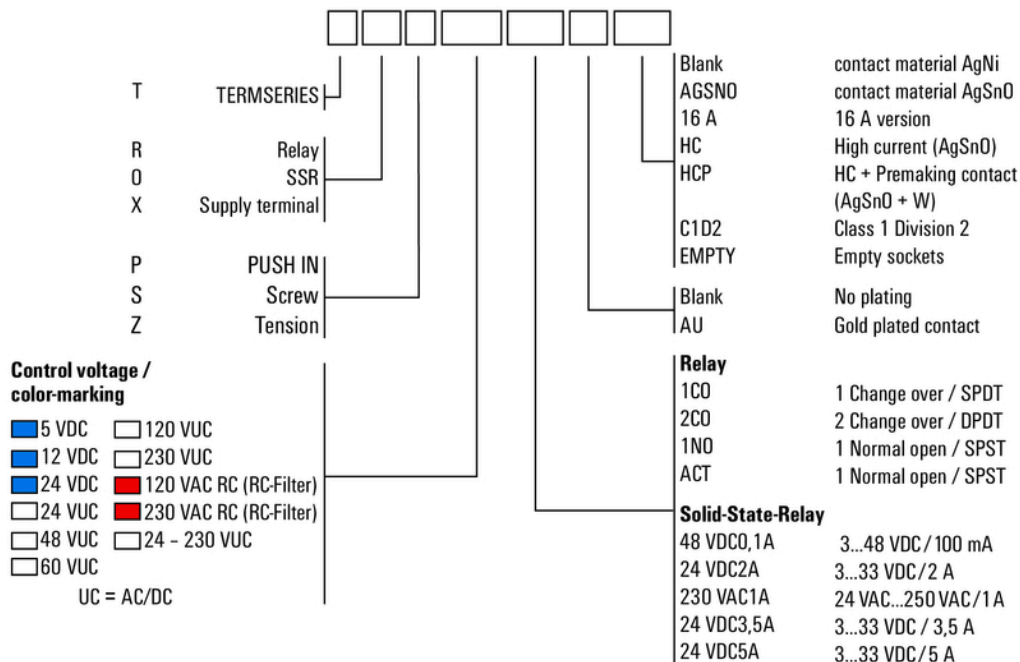 T TERMSERIES
R Relay
O SSR
X Supply terminal
P PUSH IN
S Screw
Z Tension
Control voltage /
color-marking
5 VDC 120 VUC
12 VDC 230 VUC
24 VDC 120 VAC RC (RC-Filter)
24 VUC 230 VAC RC (RC-Filter)
48 VUC 24 – 230 VUC
60 VUC
UC = AC/DC
Blank contact material AgNi
AGSNO contact material AgSnO
16 A 16 A version
HC High current (AgSnO)
HCP HC + Premaking contact
(AgSnO + W)
C1D2 Class 1 Division 2
EMPTY Empty sockets
Blank No plating
AU Gold plated contact
Relay
1CO 1 Change over / SPDT
2CO 2 Change over / DPDT
1NO 1 Normal open / SPST
ACT 1 Normal open / SPST
Solid-State-Relay
48 VDC0,1A 3...48 VDC/100 mA
24 VDC2A 3...33 VDC/2 A
230 VAC1A 24 VAC...250 VAC/1 A
24 VDC3,5A 3...33 VDC / 3,5 A
24 VDC5A 3...33 VDC/5 A